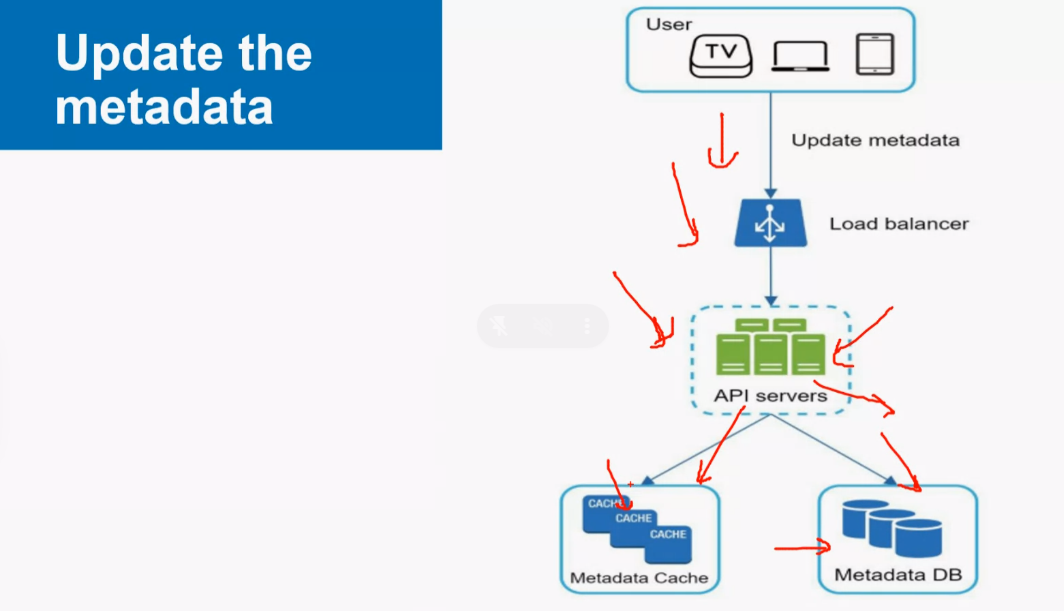 Update the
metadata
User
TV
Update metadata
Load balancer
API servers
CACHE
CACHE
CACHE
Metadata Cache
Metadata DB